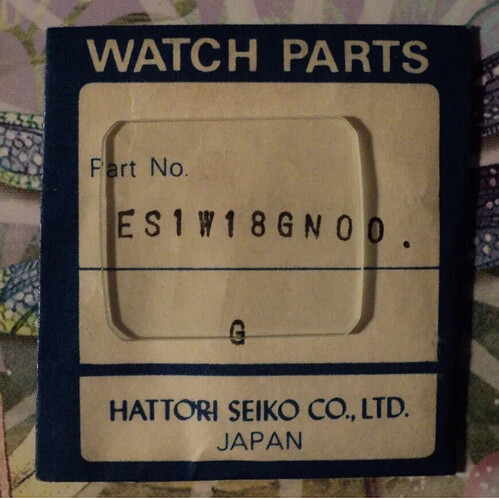 WATCH PARTS
Part No.
ES1W18GN00.
G
HATTORI SEIKO CO., LTD.
JAPAN